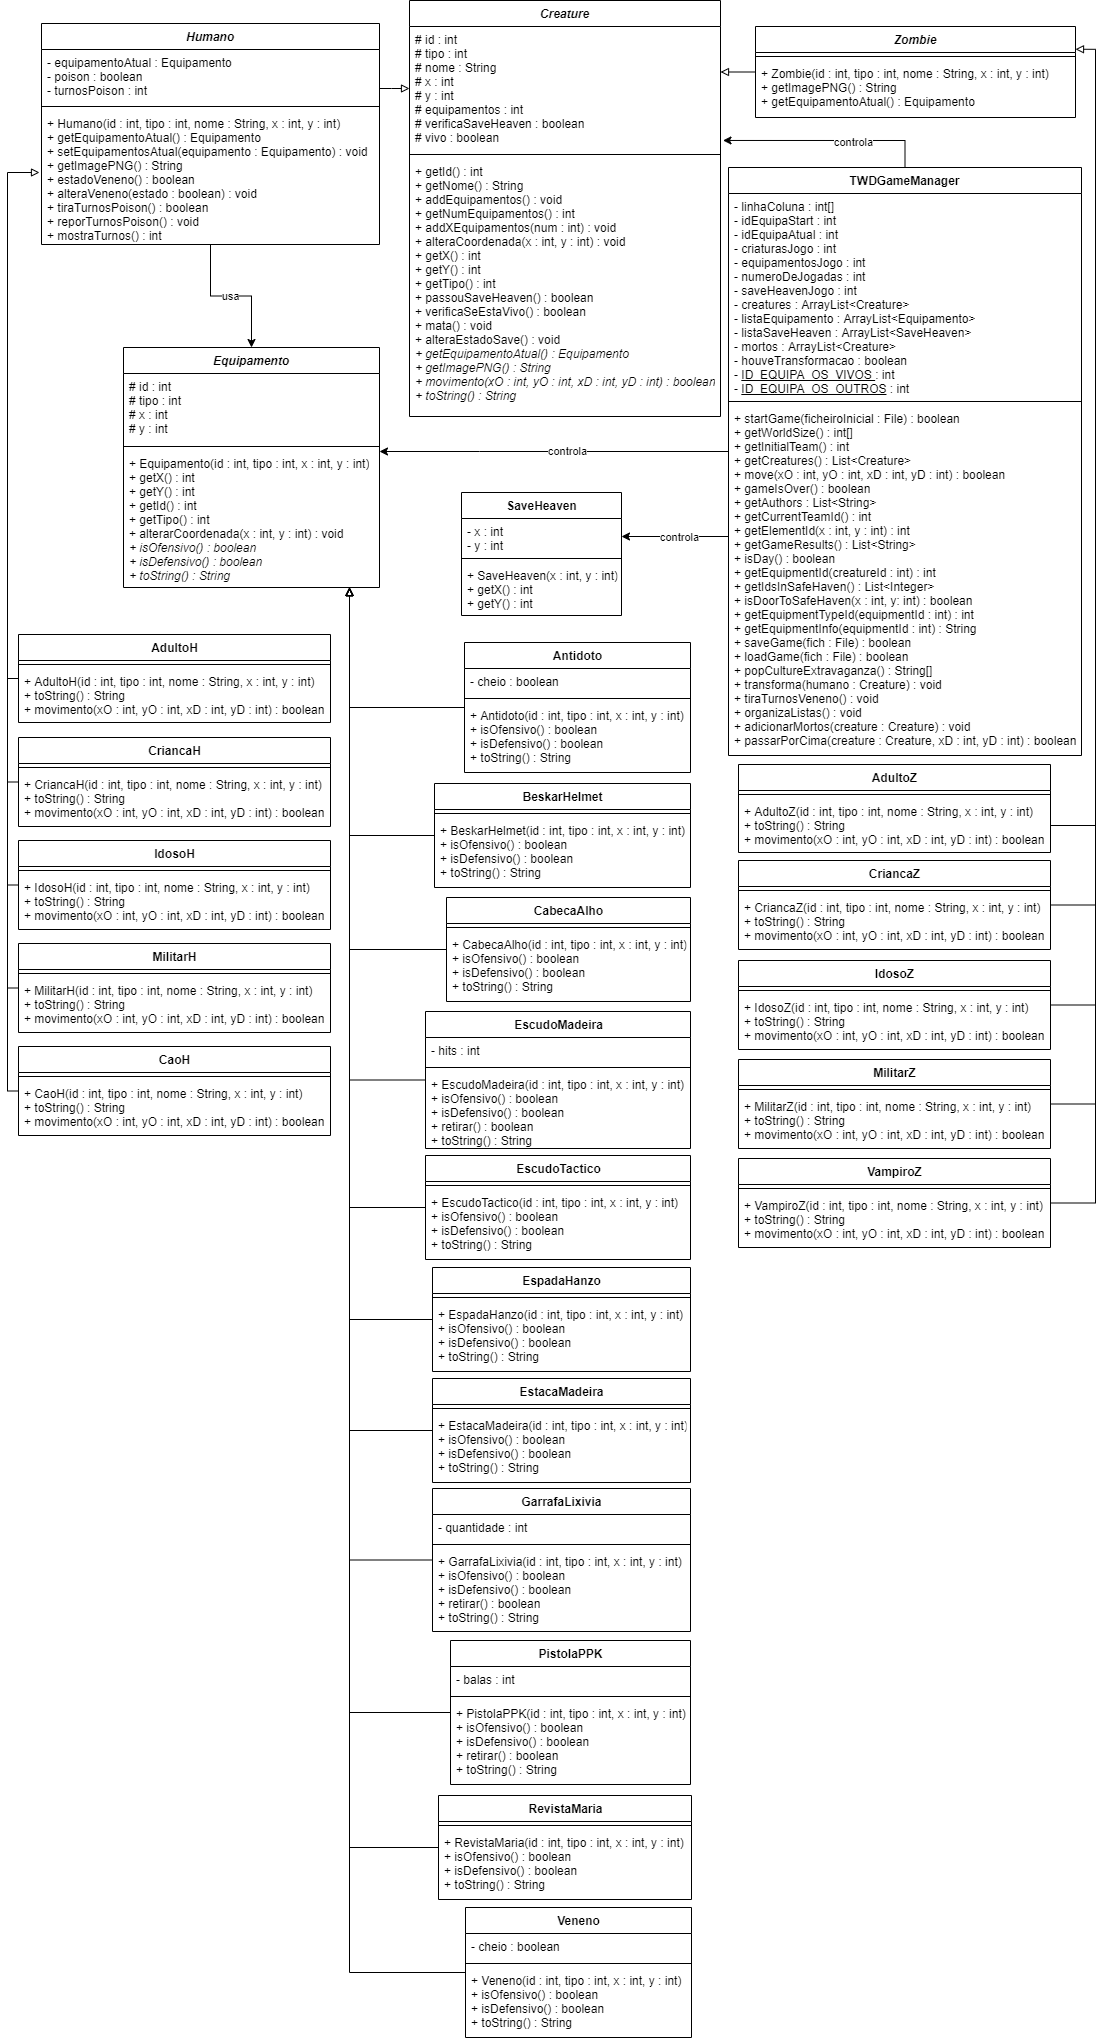 Creature
# id : int
# tipo : int
# nome : String
# x : int
# y : int
# equipamentos : int
# verificaSaveHeaven : boolean
# vivo : boolean
+ getId() : int
+ getNome() : String
+ addEquipamentos() : void
+ getNumEquipamentos() : int
+ addXEquipamentos(num : int) : void
+ alteraCoordenada(x : int, y : int) : void
+ getX() : int
+ getY() : int
+ getTipo() : int
+ passouSaveHeaven() : boolean
+ verificaSeEstaVivo() : boolean
+ mata() : void
+ alteraEstadoSave() : void
+ getEquipamentoAtual() : Equipamento
+ getImagePNG() : String
+ movimento(xO : int, yO : int, xD : int, yD : int) : boolean
+ toString() : String
Humano
- equipamentoAtual : Equipamento
- poison : boolean
- turnosPoison : int
+ Humano(id : int, tipo : int, nome : String, x : int, y : int)
+ getEquipamentoAtual() : Equipamento
+ setEquipamentosAtual(equipamento : Equipamento) : void
+ getImagePNG() : String
+ estadoVeneno() : boolean
+ alteraVeneno(estado : boolean) : void
+ tiraTurnosPoison() : boolean
+ reporTurnosPoison() : void
+ mostraTurnos() : int
Zombie
+ Zombie(id : int, tipo : int, nome : String, x : int, y : int)
+ getImagePNG() : String
+ getEquipamentoAtual() : Equipamento
controla
TWDGameManager
- linhaColuna : int[]
- idEquipaStart : int
- idEquipaAtual : int
- criaturasJogo : int
- equipamentosJogo : int
- numeroDeJogadas : int
- saveHeavenJogo : int
- creatures : ArrayList<Creature>
- listaEquipamento : ArrayList<Equipamento>
- listaSaveHeaven : ArrayList<SaveHeaven>
- mortos : ArrayList<Creature>
- houveTransformacao : boolean
- ID_EQUIPA_OS_VIVOS : int
- ID_EQUIPA_OS_OUTROS : int
+ startGame(ficheiroInicial : File) : boolean
+ getWorldSize() : int[]
+ getInitialTeam() : int
+ getCreatures() : List<Creature>
+ move(xO : int, yO : int, xD : int, yD : int) : boolean
+ gameIsOver() : boolean
+ getAuthors : List<String>
+ getCurrentTeamId() : int
+ getElementId(x : int, y : int) : int
+ getGameResults() : List<String>
+ isDay() : boolean
+ getEquipmentId(creatureId : int) : int
+ getIdsInSafeHaven() : List<Integer>
+ isDoorToSafeHaven(x : int, y: int) : boolean
+ getEquipmentTypeId(equipmentId : int) : int
+ getEquipmentInfo(equipmentId : int) : String
+ saveGame(fich : File) : boolean
+ loadGame(fich : File) : boolean
+ popCultureExtravaganza() : String[]
+ transforma(humano : Creature) : void
+ tiraTurnosVeneno() : void
+ organizaListas() : void
+ adicionarMortos(creature : Creature) : void
+ passarPorCima(creature : Creature, xD : int, yD : int) : boolean
usa
Equipamento
# id : int
# tipo : int
# x : int
# y : int
+ Equipamento(id : int, tipo : int, x : int, y : int)
+ getX() : int
+ getY() : int
+ getId() : int
+ getTipo() : int
+ alterarCoordenada(x : int, y : int) : void
+ isOfensivo() : boolean
+ isDefensivo() : boolean
+ toString() : String
controla
SaveHeaven
- x : int
- y : int
+ SaveHeaven(x : int, y : int)
+ getX() : int
+ getY() : int
controla
AdultoH
+ AdultoH(id : int, tipo : int, nome : String, x : int, y : int)
+ toString() : String
+ movimento(xO : int, yO : int, xD : int, yD : int) : boolean
CriancaH
+ CriancaH(id : int, tipo : int, nome : String, x : int, y : int)
+ toString() : String
+ movimento(xO : int, yO : int, xD : int, yD : int) : boolean
IdosoH
+ IdosoH(id : int, tipo : int, nome : String, x : int, y : int)
+ toString() : String
+ movimento(xO : int, yO : int, xD : int, yD : int) : boolean
MilitarH
+ MilitarH(id : int, tipo : int, nome : String, x : int, y : int)
+ toString() : String
+ movimento(xO : int, yO : int, xD : int, yD : int) : boolean
CaoH
+ CaoH(id : int, tipo : int, nome : String, x : int, y : int)
+ toString() : String
+ movimento(xO : int, yO : int, xD : int, yD : int) : boolean
Antidoto
- cheio : boolean
+ Antidoto(id : int, tipo : int, x : int, y : int)
+ isOfensivo() : boolean
+ isDefensivo() : boolean
+ toString() : String
BeskarHelmet
+ BeskarHelmet(id : int, tipo : int, x : int, y : int)
+ isOfensivo() : boolean
+ isDefensivo() : boolean
+ toString() : String
CabecaAlho
+ CabecaAlho(id : int, tipo : int, x : int, y : int)
+ isOfensivo() : boolean
+ isDefensivo() : boolean
+ toString() : String
EscudoMadeira
- hits : int
+ EscudoMadeira(id : int, tipo : int, x : int, y : int)
+ isOfensivo() : boolean
+ isDefensivo() : boolean
+ retirar() : boolean
+ toString() : String
EscudoTactico
+ EscudoTactico(id : int, tipo : int, x : int, y : int)
+ isOfensivo() : boolean
+ isDefensivo() : boolean
+ toString() : String
EspadaHanzo
+ EspadaHanzo(id : int, tipo : int, x : int, y : int)
+ isOfensivo() : boolean
+ isDefensivo() : boolean
+ toString() : String
EstacaMadeira
+ EstacaMadeira(id : int, tipo : int, x : int, y : int)
+ isOfensivo() : boolean
+ isDefensivo() : boolean
+ toString() : String
GarrafaLixivia
- quantidade : int
+ GarrafaLixivia(id : int, tipo : int, x : int, y : int)
+ isOfensivo() : boolean
+ isDefensivo() : boolean
+ retirar() : boolean
+ toString() : String
PistolaPPK
- balas : int
+ PistolaPPK(id : int, tipo : int, x : int, y : int)
+ isOfensivo() : boolean
+ isDefensivo() : boolean
+ retirar() : boolean
+ toString() : String
RevistaMaria
+ RevistaMaria(id : int, tipo : int, x : int, y : int)
+ isOfensivo() : boolean
+ isDefensivo() : boolean
+ toString() : String
Veneno
- cheio : boolean
+ Veneno(id : int, tipo : int, x : int, y : int)
+ isOfensivo() : boolean
+ isDefensivo() : boolean
+ toString() : String
AdultoZ
+ AdultoZ(id : int, tipo : int, nome : String, x : int, y : int)
+ toString() : String
+ movimento(xO : int, yO : int, xD : int, yD : int) : boolean
CriancaZ
+ CriancaZ(id : int, tipo : int, nome : String, x : int, y : int)
+ toString() : String
+ movimento(xO : int, yO : int, xD : int, yD : int) : boolean
IdosoZ
+ IdosoZ(id : int, tipo : int, nome : String, x : int, y : int)
+ toString() : String
+ movimento(xO : int, yO : int, xD : int, yD : int) : boolean
MilitarZ
+ MilitarZ(id : int, tipo : int, nome : String, x : int, y : int)
+ toString() : String
+ movimento(xO : int, yO : int, xD : int, yD : int) : boolean
VampiroZ
+ VampiroZ(id : int, tipo : int, nome : String, x : int, y : int)
+ toString() : String
+ movimento(xO : int, yO : int, xD : int, yD : int) : boolean